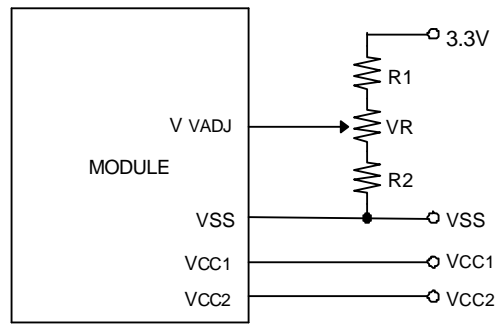 3.3V
R1
V VADJ
VR
MODULE
R2
VSS
VSS
VCC1
VCC1
VCC2
VCC2